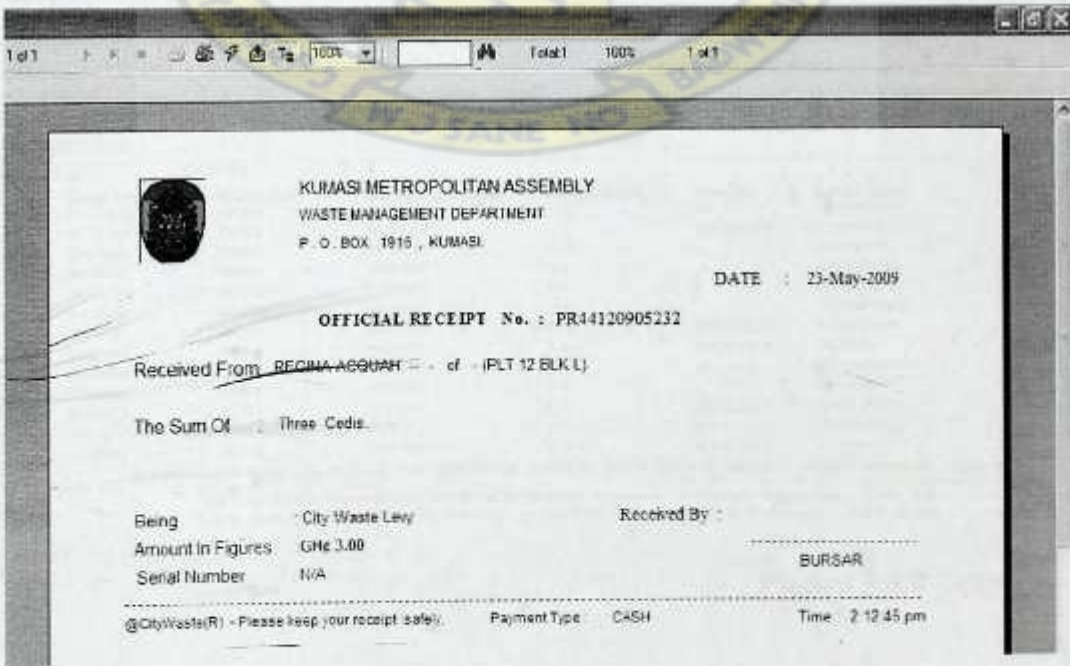 W J SANE NO
1 of 1 100% Total:1 100% 1 of 1
KUMASI METROPOLITAN ASSEMBLY
WASTE MANAGEMENT DEPARTMENT
P. O. BOX 1916 , KUMASI.
DATE : 23-May-2009
OFFICIAL RECEIPT No. : PR44120905232
Received From REGINA ACQUAH - of - (PLT 12 BLK L)
The Sum Of : Three Cedis.
Being City Waste Levy Received By :
Amount In Figures GH¢ 3.00
BURSAR
Serial Number N/A
@CityWaste(R) - Please keep your receipt safely. Payment Type CASH Time 2:12:45 pm